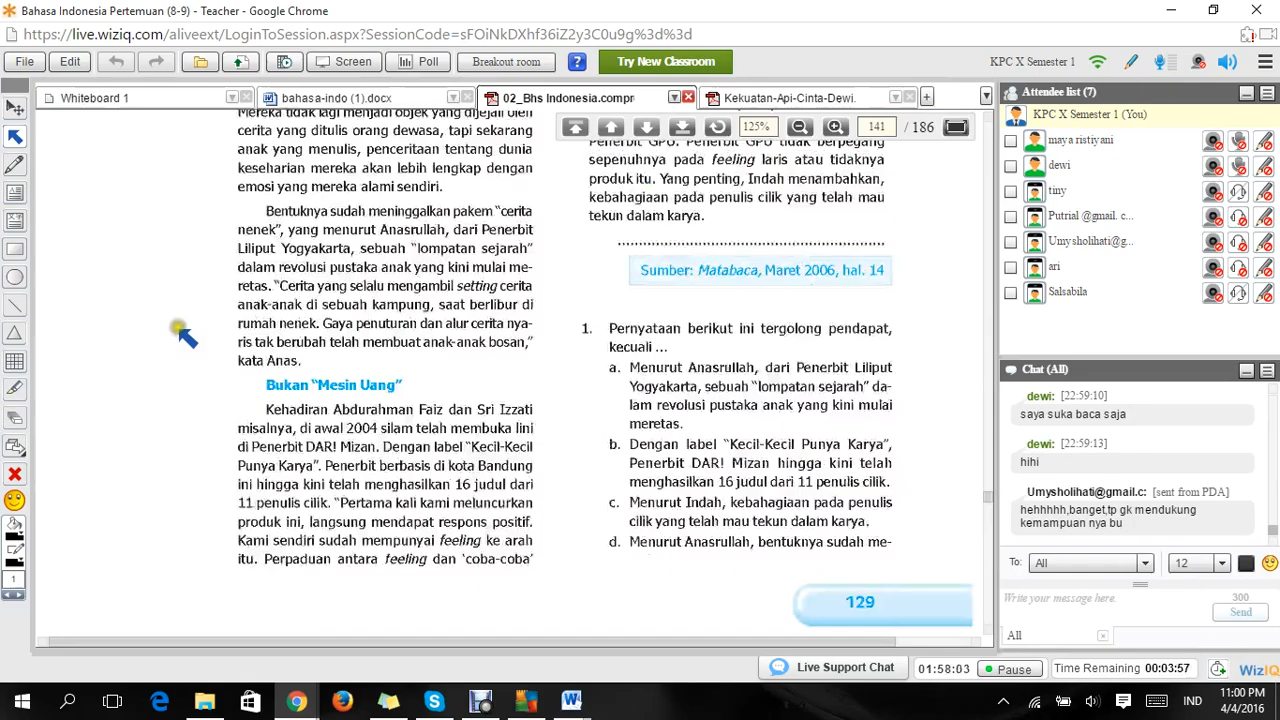 Bahasa Indonesia Pertemuan (8-9) - Teacher - Google Chrome
https://live.wiziq.com/aliveext/LoginToSession.aspx?SessionCode=sFOiNkDXhf36iZ2y3C0u9g%3d%3d
File Edit Screen Poll Breakout room ? Try New Classroom KPC X Semester 1
Whiteboard 1 bahasa-indo (1).docx 02_Bhs Indonesia.compr Kekuatan-Api-Cinta-Dewi.
125% 141 / 186
Mereka tidak lagi menjadi objek yang dijejali oleh
cerita yang ditulis orang dewasa, tapi sekarang
anak yang menulis, penceritaan tentang dunia
keseharian mereka akan lebih lengkap dengan
emosi yang mereka alami sendiri.
Bentuknya sudah meninggalkan pakem "cerita
nenek", yang menurut Anasrullah, dari Penerbit
Liliput Yogyakarta, sebuah "lompatan sejarah"
dalam revolusi pustaka anak yang kini mulai me-
retas. "Cerita yang selalu mengambil setting cerita
anak-anak di sebuah kampung, saat berlibur di
rumah nenek. Gaya penuturan dan alur cerita nya-
ris tak berubah telah membuat anak-anak bosan,"
kata Anas.
Bukan "Mesin Uang"
Kehadiran Abdurahman Faiz dan Sri Izzati
misalnya, di awal 2004 silam telah membuka lini
di Penerbit DAR! Mizan. Dengan label "Kecil-Kecil
Punya Karya". Penerbit berbasis di kota Bandung
ini hingga kini telah menghasilkan 16 judul dari
11 penulis cilik. "Pertama kali kami meluncurkan
produk ini, langsung mendapat respons positif.
Kami sendiri sudah mempunyai feeling ke arah
itu. Perpaduan antara feeling dan 'coba-coba'
Penerbit GPU. Penerbit GPU tidak berpegang
sepenuhnya pada feeling laris atau tidaknya
produk itu. Yang penting, Indah menambahkan,
kebahagiaan pada penulis cilik yang telah mau
tekun dalam karya.
..............................................................
Sumber: Matabaca, Maret 2006, hal. 14
1. Pernyataan berikut ini tergolong pendapat,
kecuali ...
a. Menurut Anasrullah, dari Penerbit Liliput
Yogyakarta, sebuah "lompatan sejarah" da-
lam revolusi pustaka anak yang kini mulai
meretas.
b. Dengan label "Kecil-Kecil Punya Karya",
Penerbit DAR! Mizan hingga kini telah
menghasilkan 16 judul dari 11 penulis cilik.
c. Menurut Indah, kebahagiaan pada penulis
cilik yang telah mau tekun dalam karya.
d. Menurut Anasrullah, bentuknya sudah me-
129
1
Attendee list (7)
KPC X Semester 1 (You)
maya ristiyani
dewi
tiny
Putrial @gmail. c...
Umysholihati@g...
ari
Salsabila
Chat (All)
dewi: [22:59:10]
saya suka baca saja
dewi: [22:59:13]
hihi
Umysholihati@gmail.c: [sent from PDA]
hehhhhh,banget,tp gk mendukung
kemampuan nya bu
To: All 12
Write your message here. 300
Send
All
Live Support Chat 01:58:03 Pause Time Remaining 00:03:57 WizIQ
IND
11:00 PM
4/4/2016